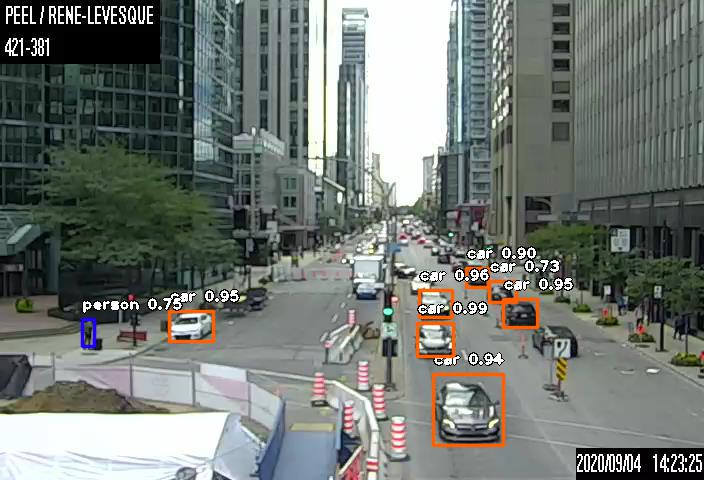 PEEL / RENE-LEVESQUE
421-381
car 0.90
car 0.73
car 0.96
car 0.95
person 0.75
car 0.95
car 0.99
car 0.94
2020/09/04 14:23:25